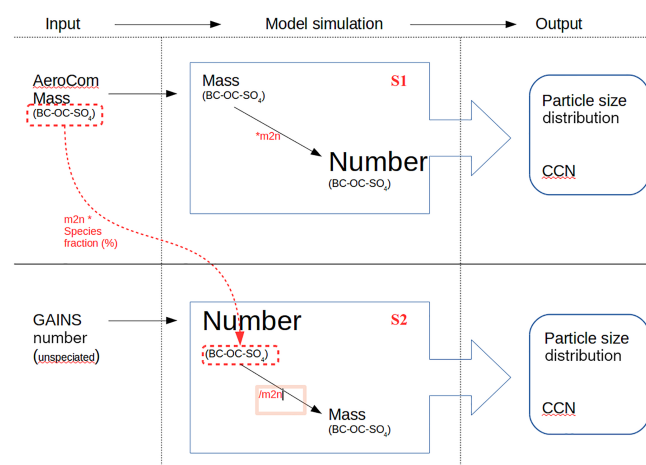 Input
Model simulation
Output
AeroCom
Mass
(BC-OC-SO4)
Mass
(BC-OC-SO4)
S1
*m2n
Number
(BC-OC-SO4)
Particle size
distribution
CCN
m2n *
Species
fraction (%)
GAINS
number
(unspeciated)
Number
S2
(BC-OC-SO4)
/m2n
Mass
(BC-OC-SO4)
Particle size
distribution
CCN